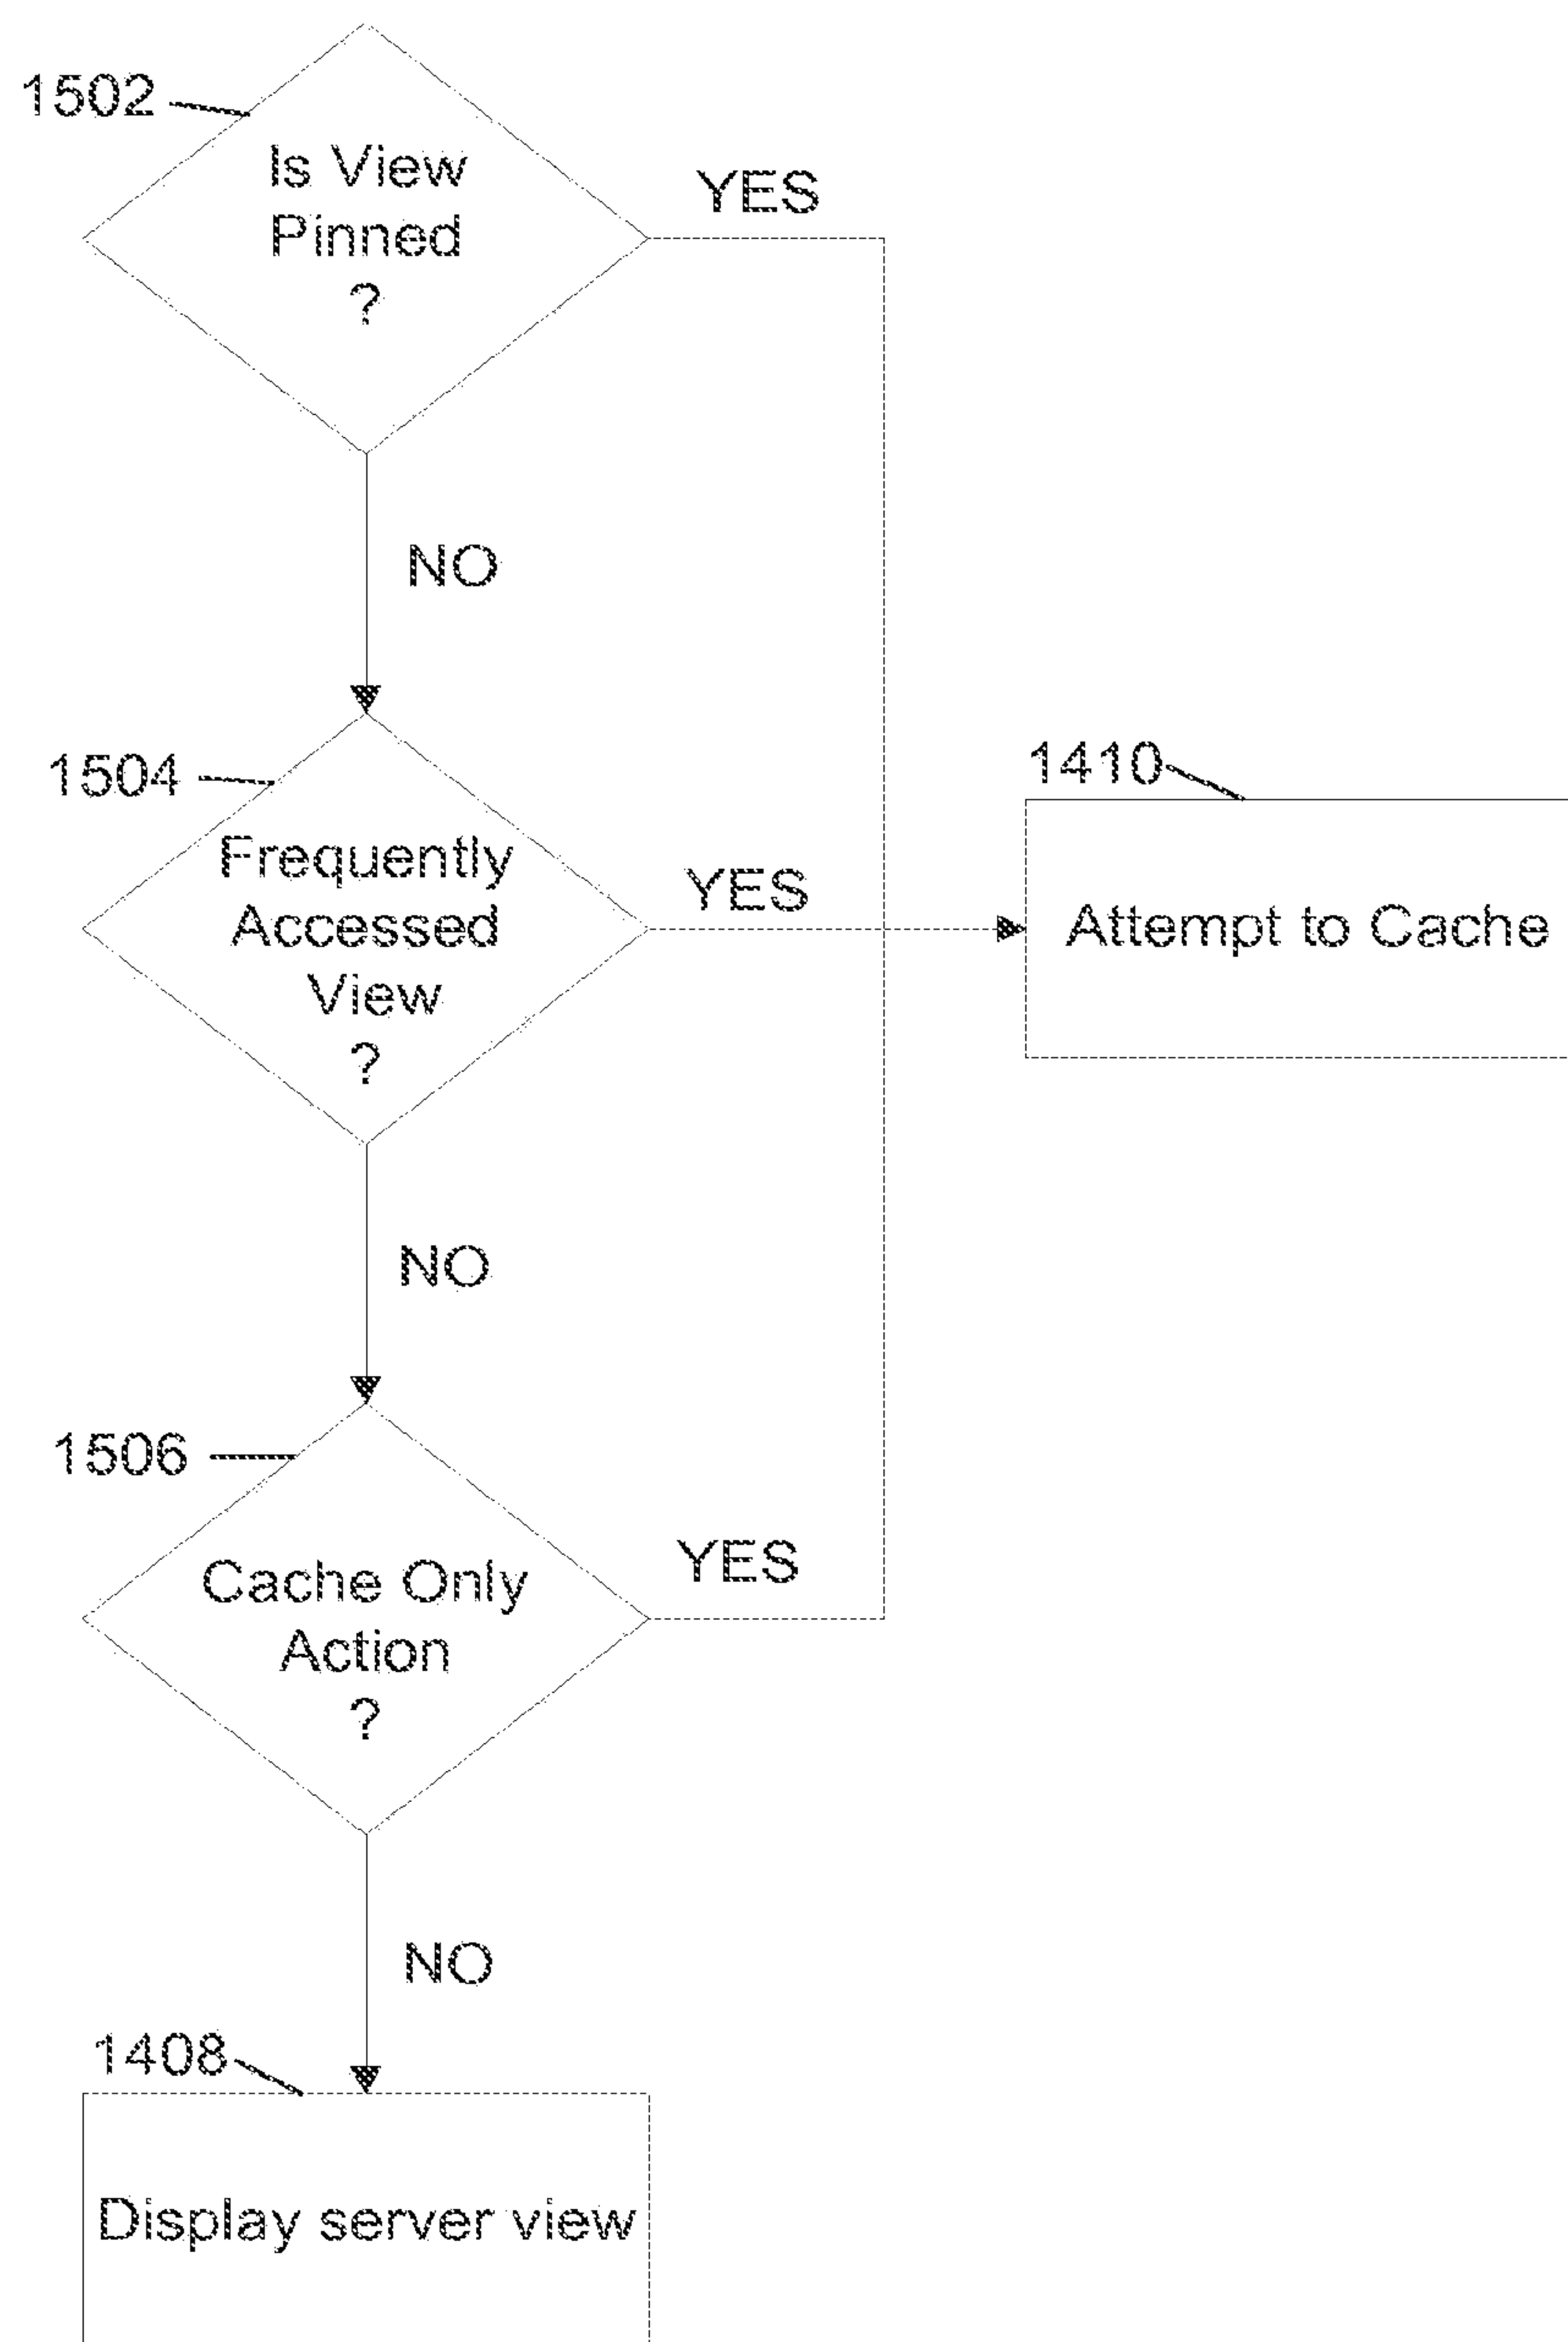 1502
Is View
Pinned
?
YES
NO
1504
Frequently
Accessed
View
?
YES
1410
Attempt to Cache
NO
1506
Cache Only
Action
?
YES
NO
1408
Display server view